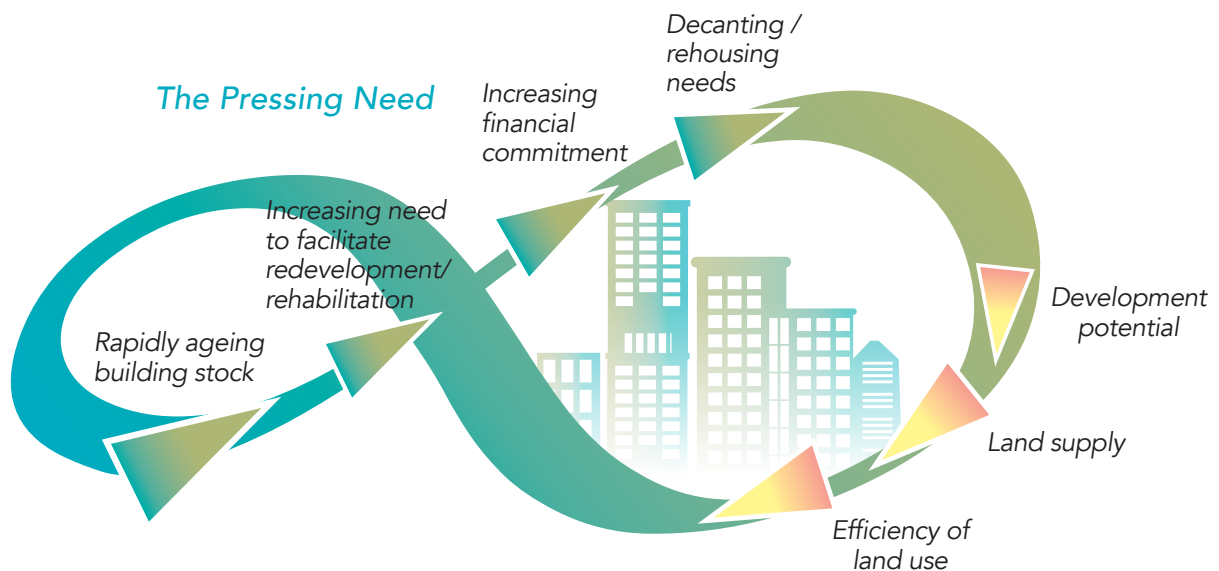 The Pressing Need
Rapidly ageing
building stock
Increasing need
to facilitate
redevelopment/
rehabilitation
Increasing
financial
commitment
Decanting /
rehousing
needs
Development
potential
Land supply
Efficiency of
land use